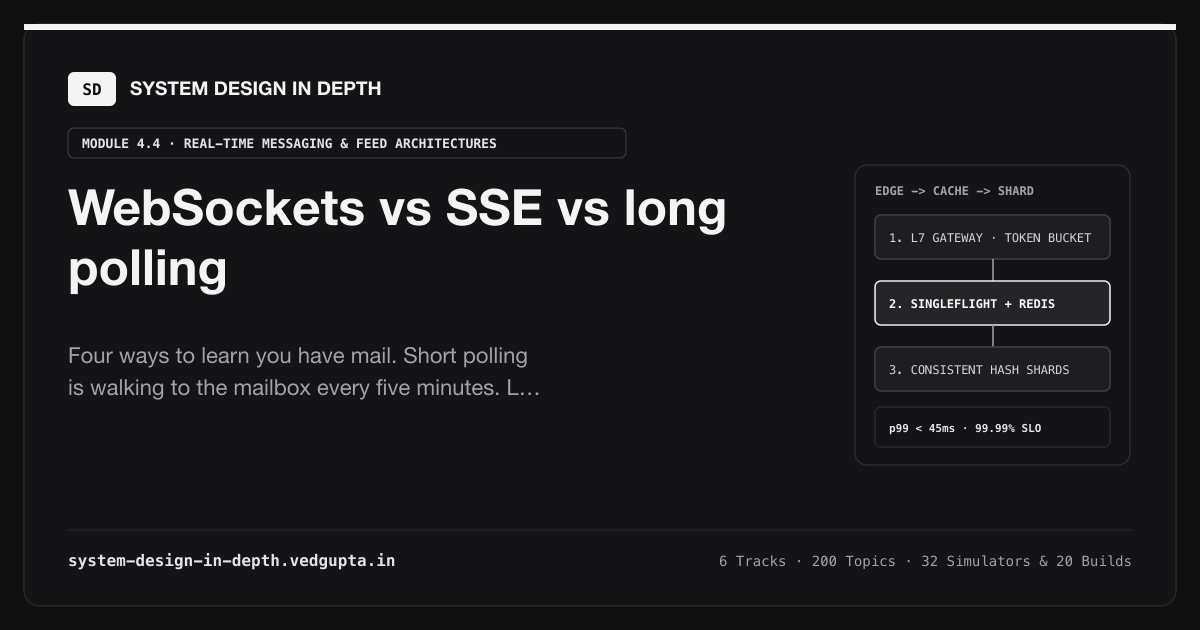 SD SYSTEM DESIGN IN DEPTH
MODULE 4.4 · REAL-TIME MESSAGING & FEED ARCHITECTURES
WebSockets vs SSE vs long
polling
Four ways to learn you have mail. Short polling
is walking to the mailbox every five minutes. L...
EDGE -> CACHE -> SHARD
1. L7 GATEWAY · TOKEN BUCKET
2. SINGLEFLIGHT + REDIS
3. CONSISTENT HASH SHARDS
p99 < 45ms · 99.99% SLO
system-design-in-depth.vedgupta.in
6 Tracks · 200 Topics · 32 Simulators & 20 Builds